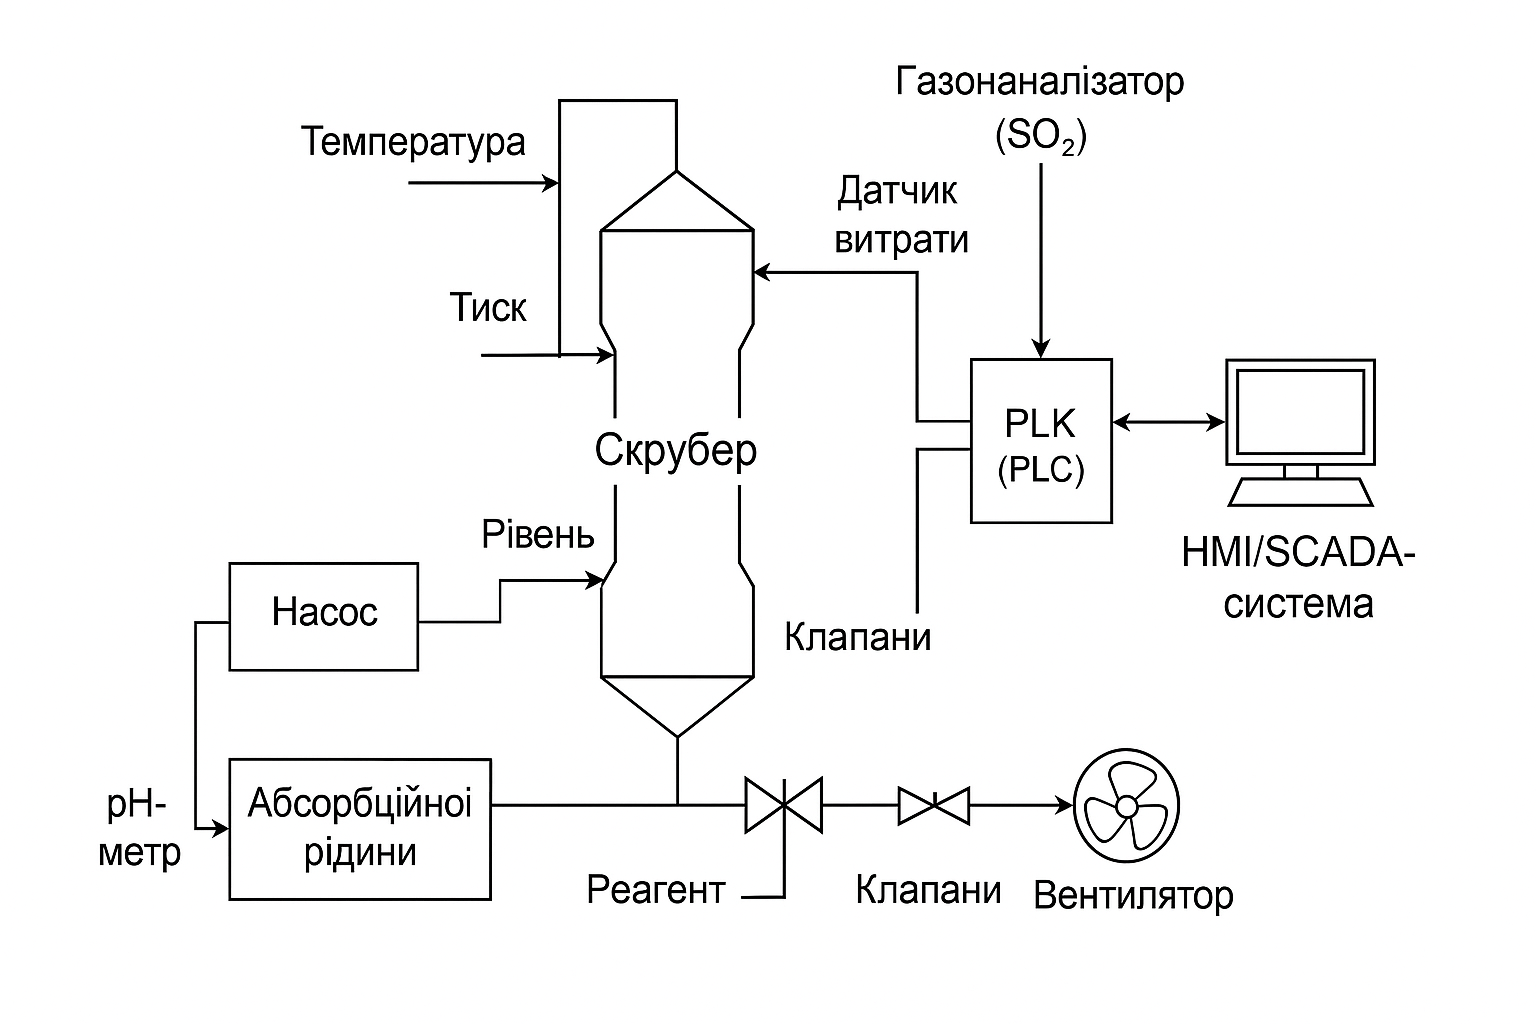 Газонаналізатор
(SO₂)
Температура
Датчик
витрати
Тиск
PLK
(PLC)
Скрубер
Рівень
HMI/SCADA-
система
Насос
Клапани
pH-
метр
Абсорбційноі
рідини
Реагент
Клапани
Вентилятор